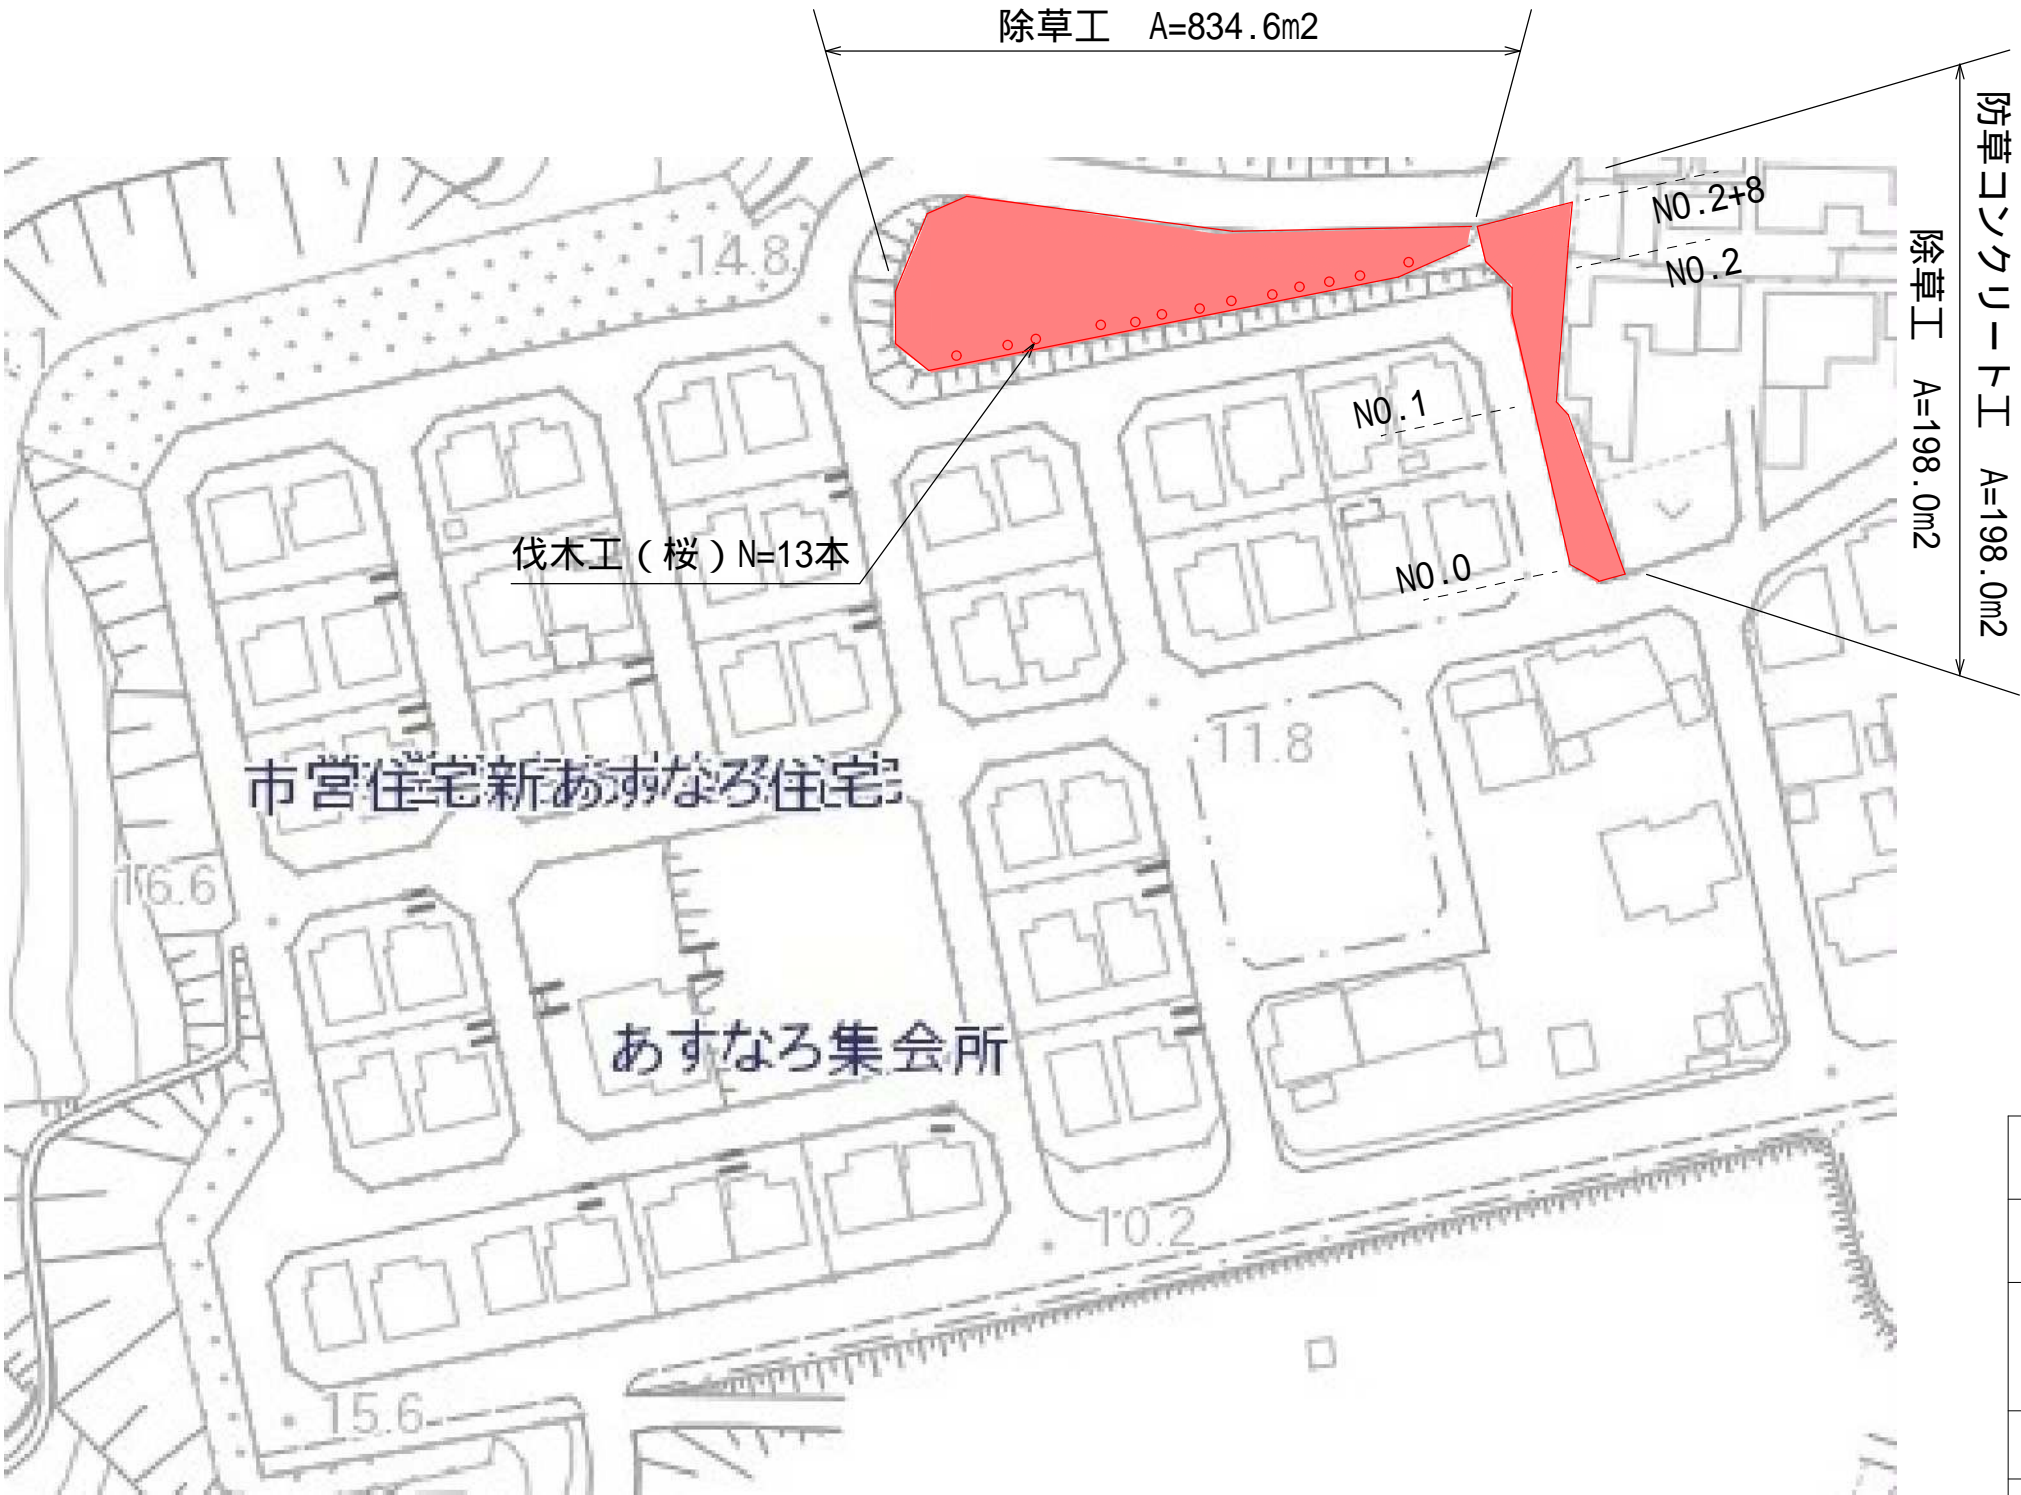 除草工　A=834.6m2
防草コンクリート工　A=198.0m2
除草工　A=198.0m2
NO.2+8
NO.2
NO.1
NO.0
伐木工（桜）N=13本
14.8
11.8
市営住宅新あすなろ住宅
16.6
あすなろ集会所
10.2
15.6